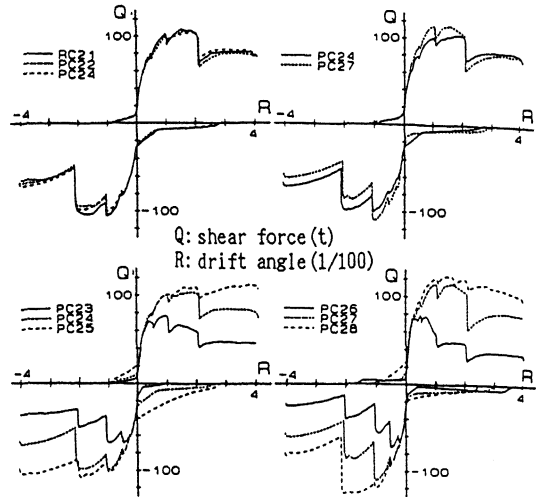 Q
100
RC21
PC22
PC24
-4
R
4
-100
Q
100
PC24
PC27
-4
R
4
-100
Q: shear force(t)
R: drift angle(1/100)
Q
100
PC23
PC24
PC25
-4
R
4
-100
Q
100
PC26
PC27
PC28
-4
R
4
-100